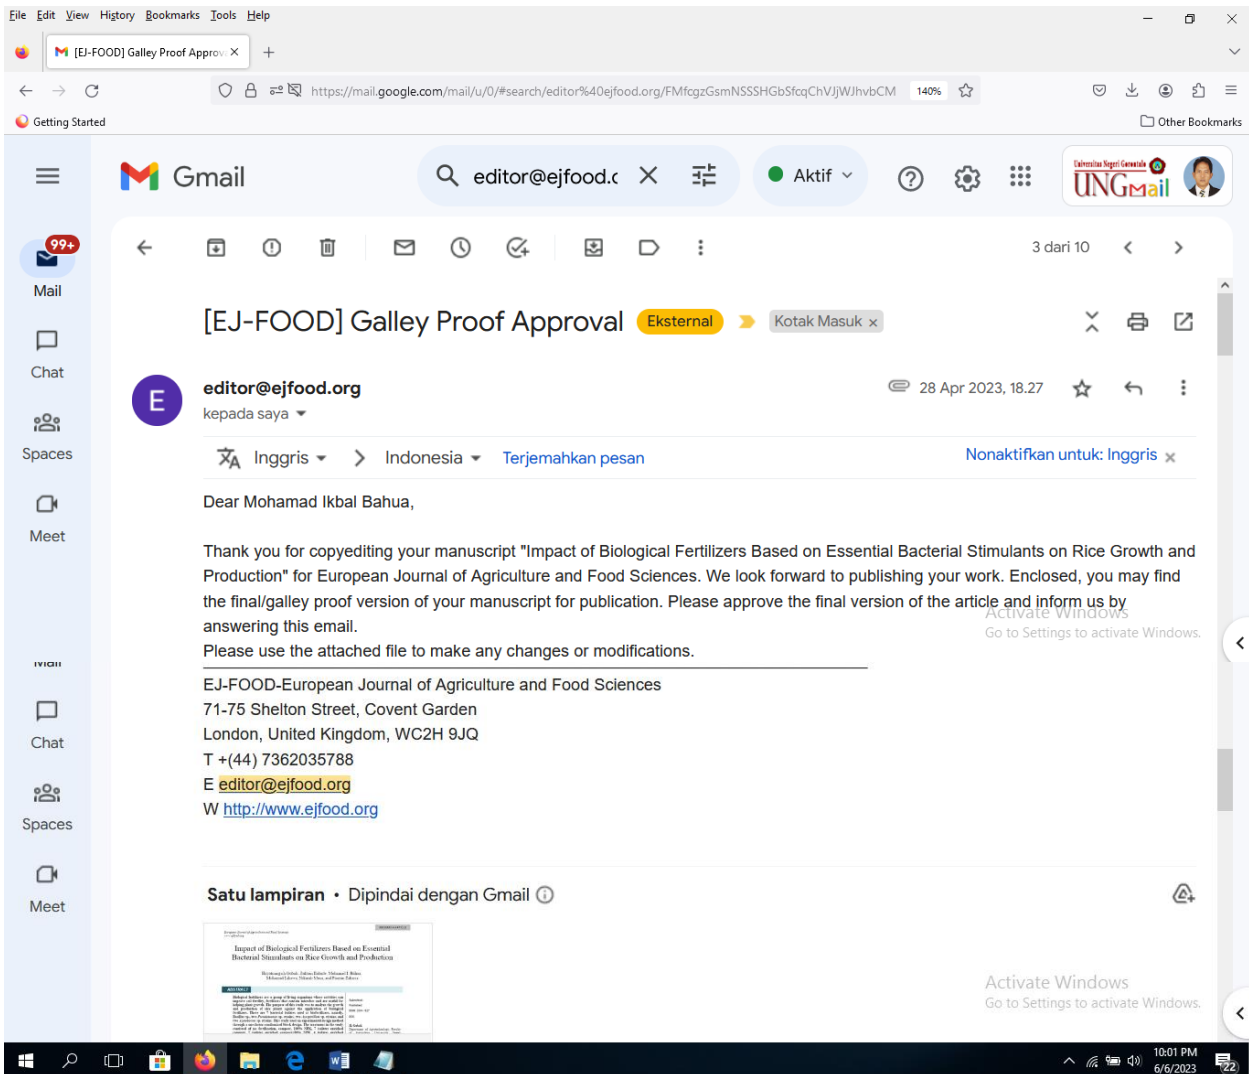 File Edit View History Bookmarks Tools Help
[EJ-FOOD] Galley Proof Approv
https://mail.google.com/mail/u/0/#search/editor%40ejfood.org/FMfcgzGsmNSSSHGbSfcqChVJjWJhvbCM 140%
Getting Started
Other Bookmarks
Gmail
editor@ejfood.c
Aktif
Universitas Negeri Gorontalo
UNGMail
99+
Mail
3 dari 10
[EJ-FOOD] Galley Proof Approval Eksternal Kotak Masuk ×
Chat
E
editor@ejfood.org
28 Apr 2023, 18.27
kepada saya
Spaces
Inggris Indonesia Terjemahkan pesan Nonaktifkan untuk: Inggris ×
Meet
Dear Mohamad Ikbal Bahua,
Thank you for copyediting your manuscript "Impact of Biological Fertilizers Based on Essential Bacterial Stimulants on Rice Growth and
Production" for European Journal of Agriculture and Food Sciences. We look forward to publishing your work. Enclosed, you may find
the final/galley proof version of your manuscript for publication. Please approve the final version of the article and inform us by
answering this email.
Please use the attached file to make any changes or modifications.
Activate Windows
Go to Settings to activate Windows.
Mail
EJ-FOOD-European Journal of Agriculture and Food Sciences
71-75 Shelton Street, Covent Garden
London, United Kingdom, WC2H 9JQ
T +(44) 7362035788
E editor@ejfood.org
W http://www.ejfood.org
Chat
Spaces
Meet
Satu lampiran • Dipindai dengan Gmail
Impact of Biological Fertilizers Based on Essential
Bacterial Stimulants on Rice Growth and Production
ABSTRACT
Activate Windows
Go to Settings to activate Windows.
10:01 PM
6/6/2023
22